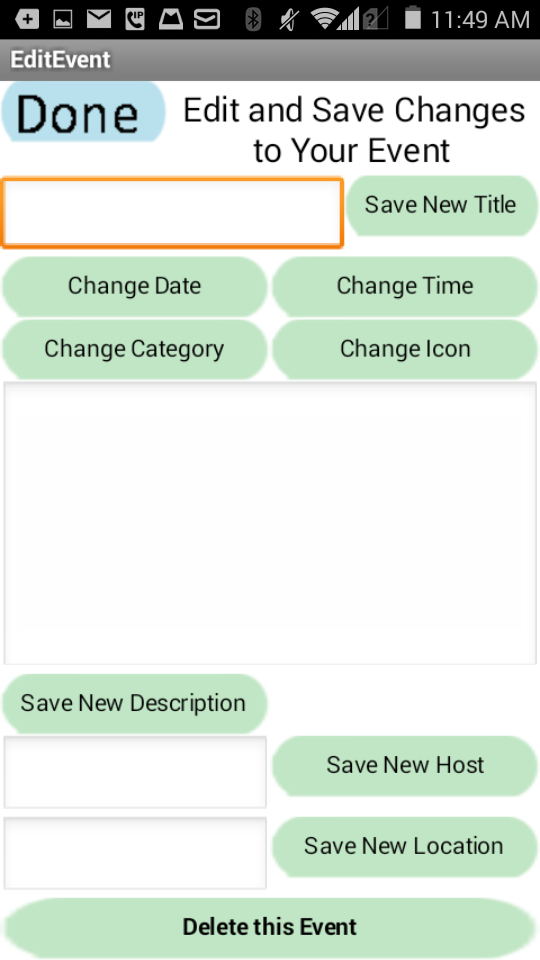 11:49 AM
EditEvent
Done
Edit and Save Changes
to Your Event
Save New Title
Change Date
Change Time
Change Category
Change Icon
Save New Description
Save New Host
Save New Location
Delete this Event